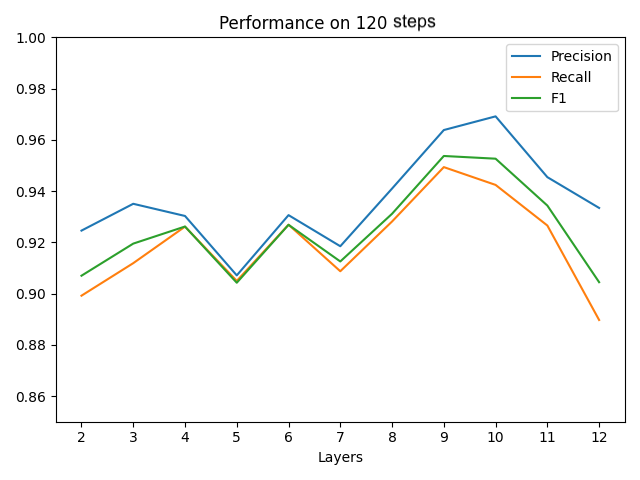 Performance on 120 steps
1.00
0.98
0.96
0.94
0.92
0.90
0.88
0.86
Precision
Recall
F1
2 3 4 5 6 7 8 9 10 11 12
Layers